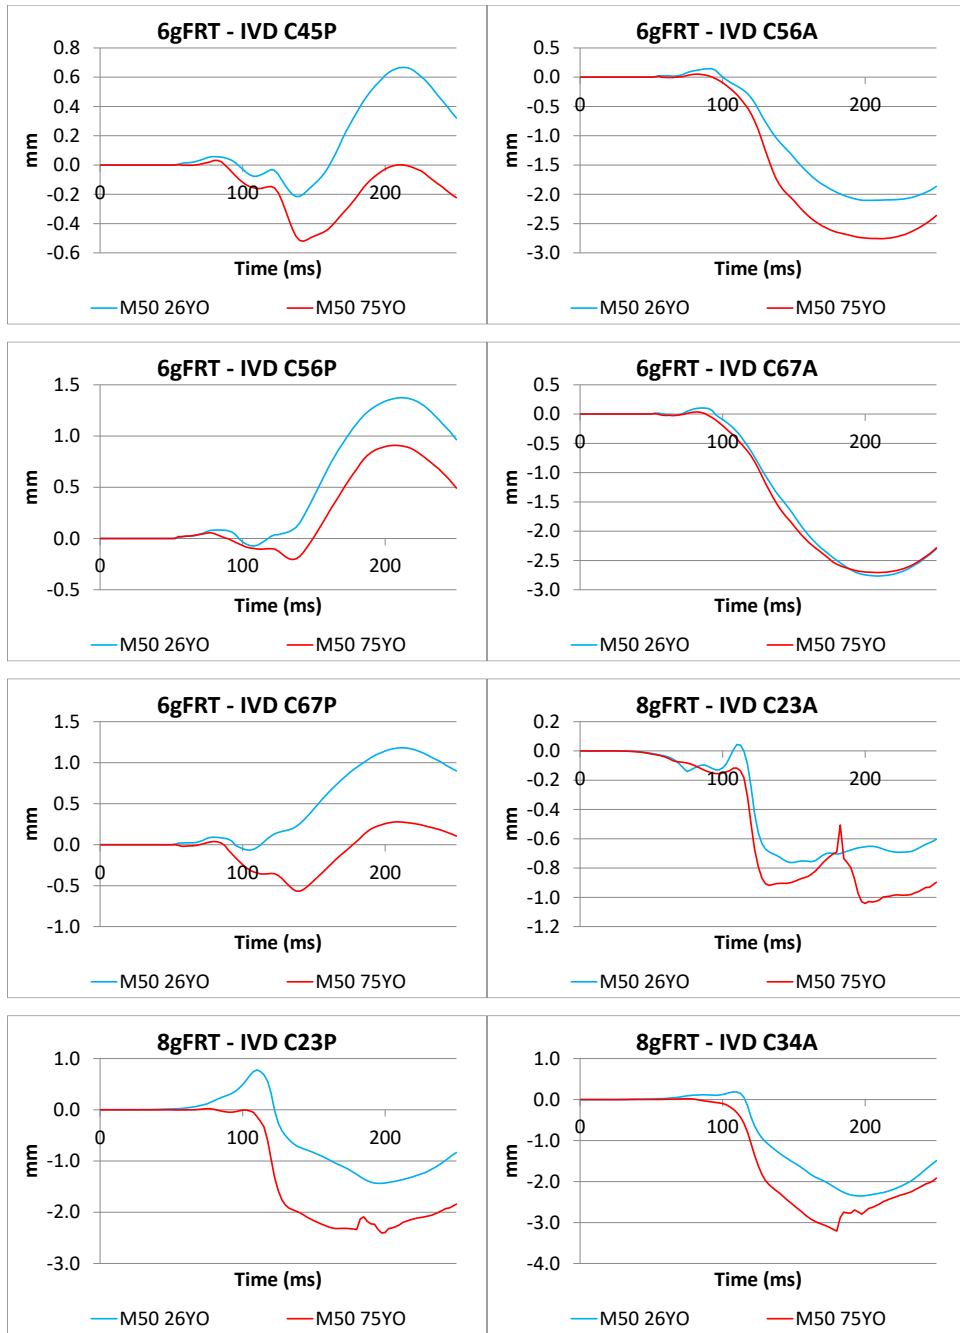 6gFRT - IVD C45P
0.8
0.6
0.4
0.2
0.0
-0.2
-0.4
-0.6
mm
0 100 200
Time (ms)
M50 26YO M50 75YO
6gFRT - IVD C56A
0.5
0.0
-0.5
-1.0
-1.5
-2.0
-2.5
-3.0
mm
0 100 200
Time (ms)
M50 26YO M50 75YO
6gFRT - IVD C56P
1.5
1.0
0.5
0.0
-0.5
mm
0 100 200
Time (ms)
M50 26YO M50 75YO
6gFRT - IVD C67A
0.5
0.0
-0.5
-1.0
-1.5
-2.0
-2.5
-3.0
mm
0 100 200
Time (ms)
M50 26YO M50 75YO
6gFRT - IVD C67P
1.5
1.0
0.5
0.0
-0.5
-1.0
mm
0 100 200
Time (ms)
M50 26YO M50 75YO
8gFRT - IVD C23A
0.2
0.0
-0.2
-0.4
-0.6
-0.8
-1.0
-1.2
mm
0 100 200
Time (ms)
M50 26YO M50 75YO
8gFRT - IVD C23P
1.0
0.0
-1.0
-2.0
-3.0
mm
0 100 200
Time (ms)
M50 26YO M50 75YO
8gFRT - IVD C34A
1.0
0.0
-1.0
-2.0
-3.0
-4.0
mm
0 100 200
Time (ms)
M50 26YO M50 75YO